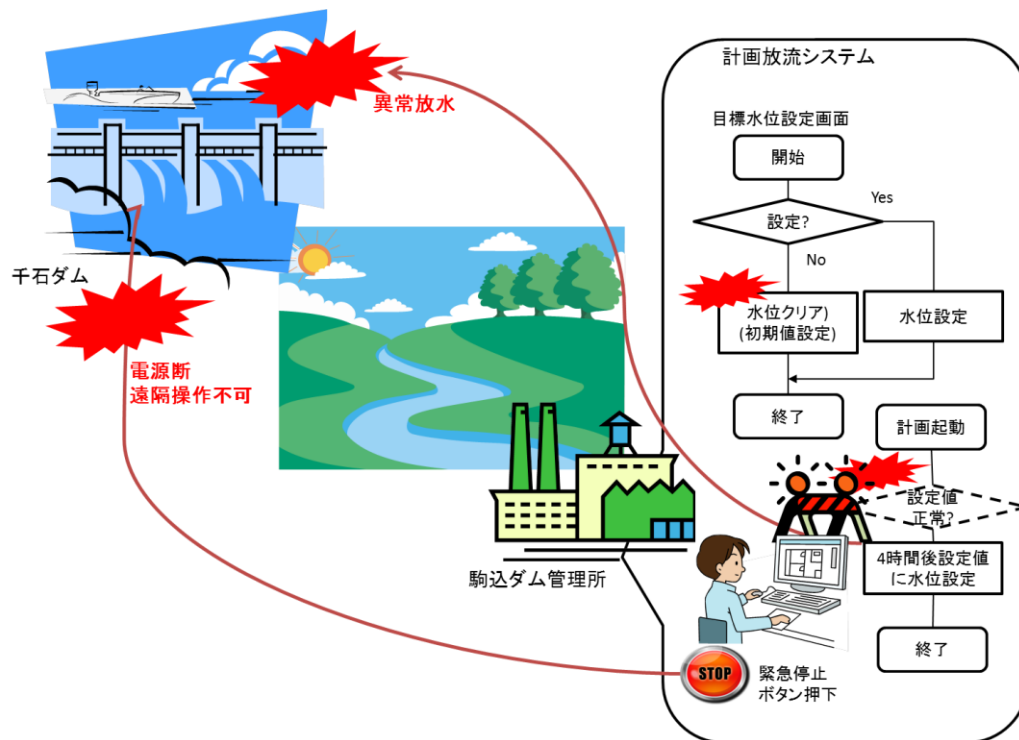 計画放流システム
異常放水
目標水位設定画面
開始
Yes
設定?
No
千石ダム
水位クリア)
(初期値設定)
水位設定
電源断
遠隔操作不可
終了
計画起動
設定値
正常?
4時間後設定値
に水位設定
駒込ダム管理所
終了
STOP
緊急停止
ボタン押下